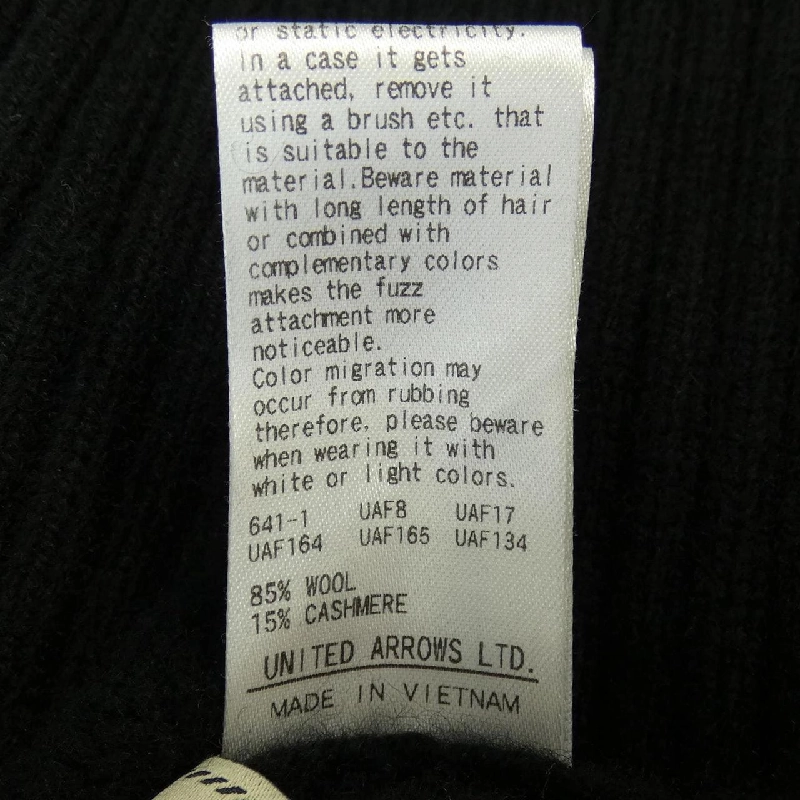 or static electricity.
In a case it gets
attached, remove it
using a brush etc. that
is suitable to the
material.Beware material
with long length of hair
or combined with
complementary colors
makes the fuzz
attachment more
noticeable.
Color migration may
occur from rubbing
therefore, please beware
when wearing it with
white or light colors.
641-1 UAF8 UAF17
UAF164 UAF165 UAF134
85% WOOL
15% CASHMERE
UNITED ARROWS LTD.
MADE IN VIETNAM